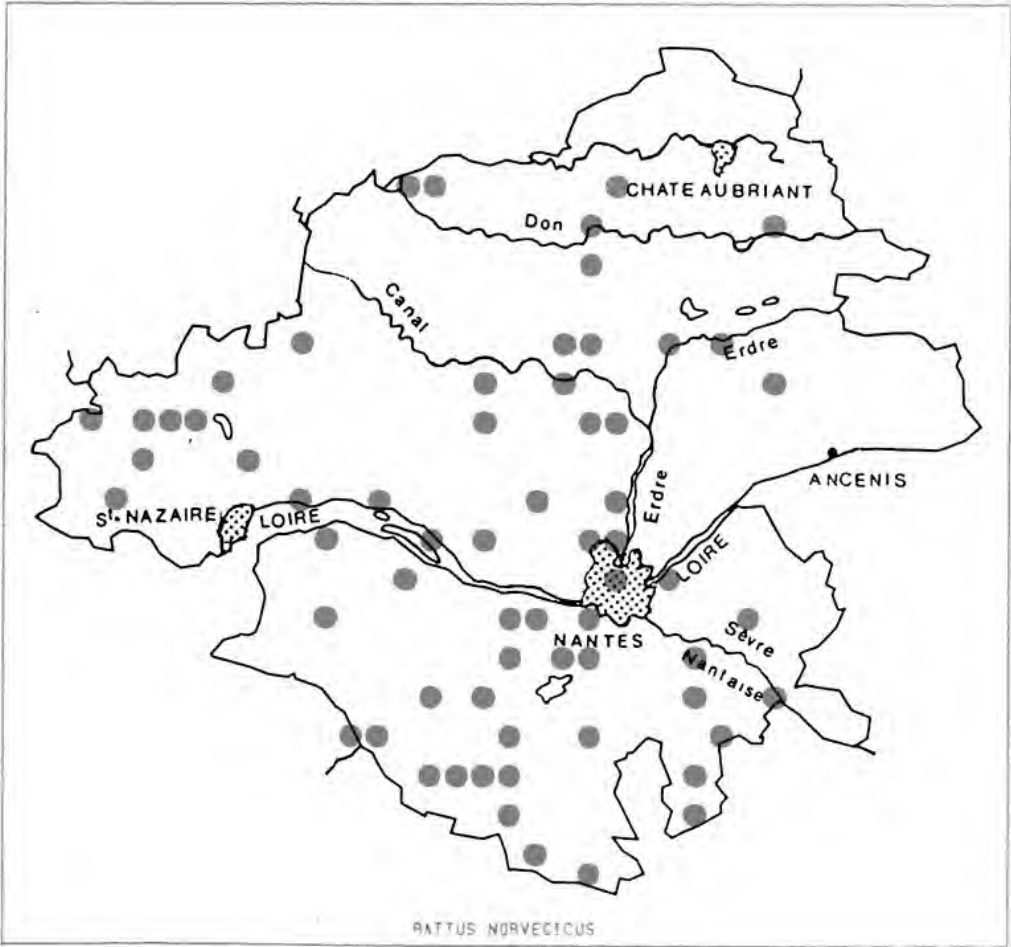 CHATEAUBRIANT
Don
Canal
Erdre
ANCENIS
Erdre
St. NAZAIRE
LOIRE
LOIRE
NANTES
Sèvre
Nantaise
RATTUS NORVEGICUS